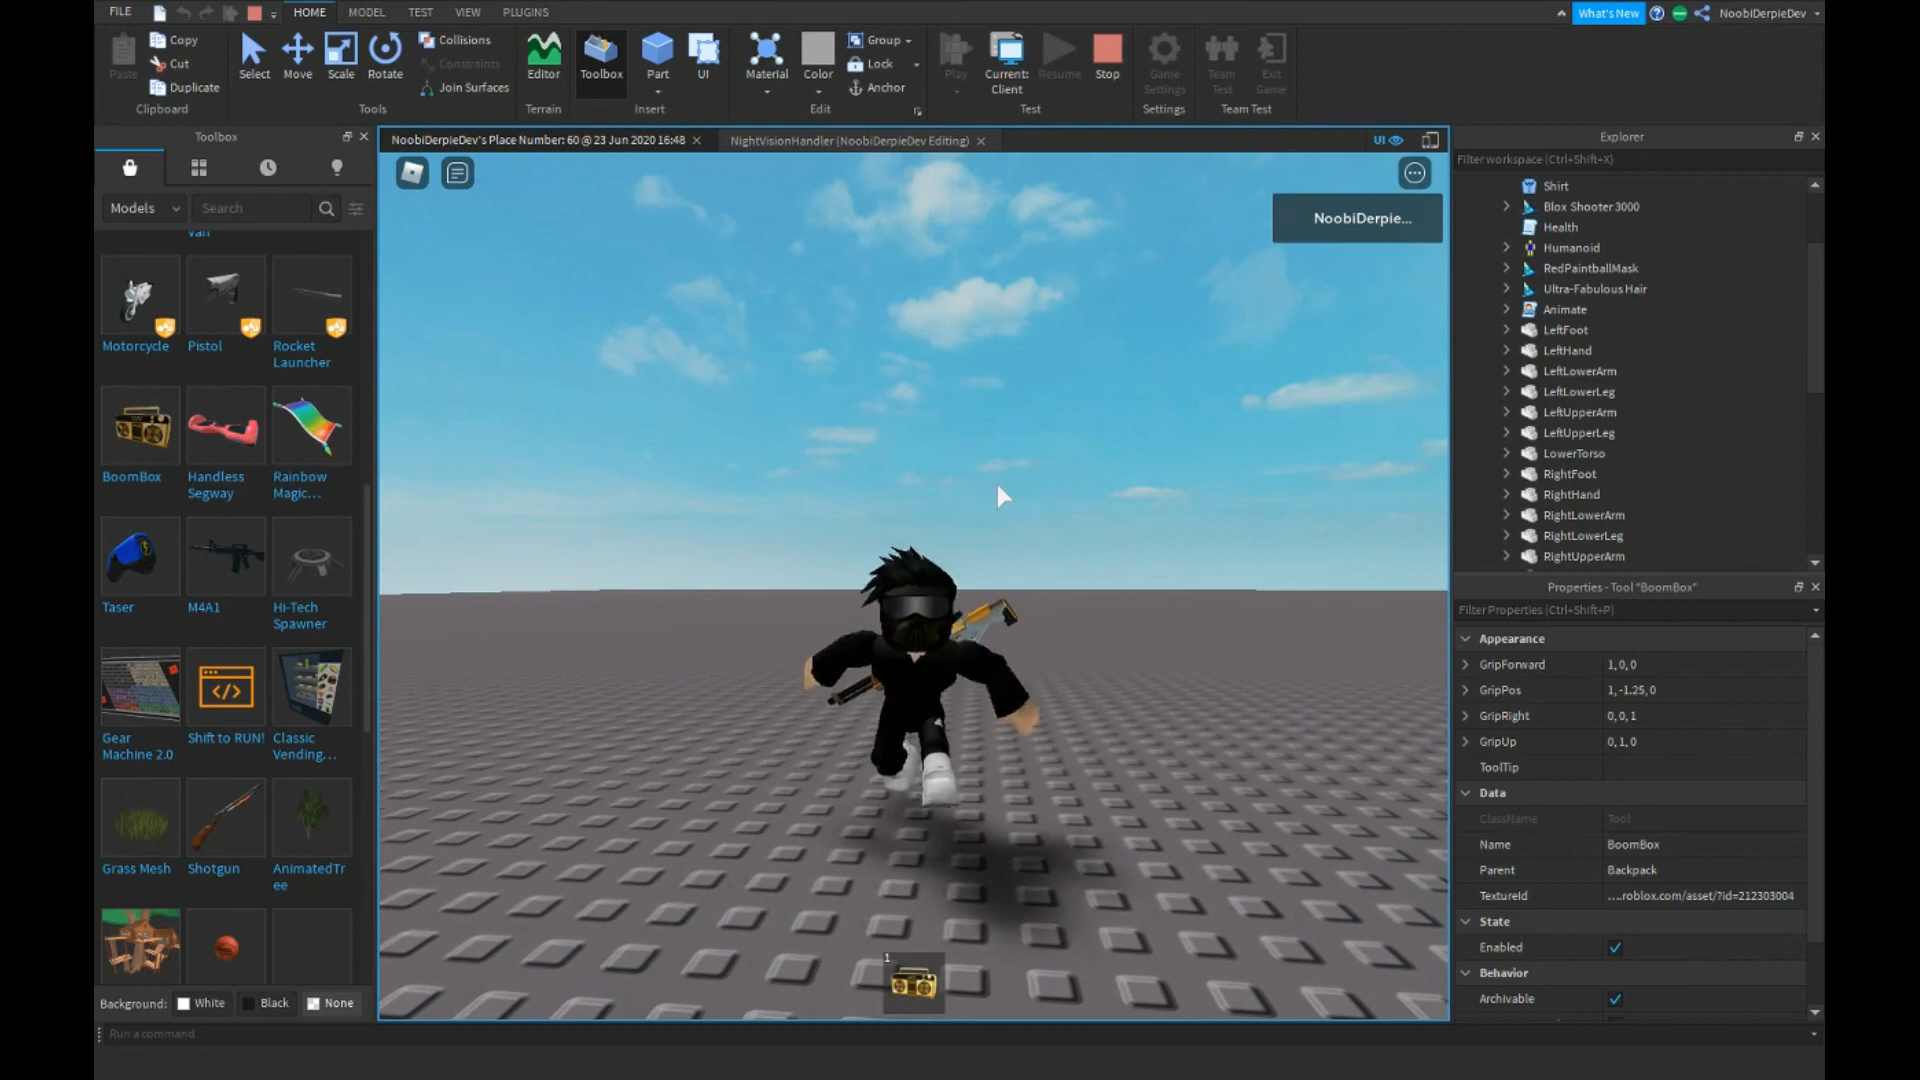 FILE
HOME
MODEL
TEST
VIEW
PLUGINS
What's New
NoobiDerpieDev
Paste
Copy
Cut
Duplicate
Clipboard
Select
Move
Scale
Rotate
Collisions
Constraints
Join Surfaces
Tools
Editor
Terrain
Toolbox
Part
UI
Insert
Material
Color
Group
Lock
Anchor
Edit
Play
Current:
Client
Resume
Stop
Test
Game
Settings
Settings
Team
Test
Exit
Game
Team Test
Toolbox
Models
Search
Van
Motorcycle
Pistol
Rocket
Launcher
BoomBox
Handless
Segway
Rainbow
Magic...
Taser
M4A1
Hi-Tech
Spawner
Gear
Machine 2.0
Shift to RUN!
Classic
Vending...
Grass Mesh
Shotgun
AnimatedTr
ee
Background:
White
Black
None
Run a command
NoobiDerpieDev's Place Number: 60 @ 23 Jun 2020 16:48
NightVisionHandler (NoobiDerpieDev Editing)
UI
NoobiDerpie...
1
Explorer
Filter workspace (Ctrl+Shift+X)
Shirt
Blox Shooter 3000
Health
Humanoid
RedPaintballMask
Ultra-Fabulous Hair
Animate
LeftFoot
LeftHand
LeftLowerArm
LeftLowerLeg
LeftUpperArm
LeftUpperLeg
LowerTorso
RightFoot
RightHand
RightLowerArm
RightLowerLeg
RightUpperArm
Properties - Tool "BoomBox"
Filter Properties (Ctrl+Shift+P)
Appearance
GripForward 1, 0, 0
GripPos 1, -1.25, 0
GripRight 0, 0, 1
GripUp 0, 1, 0
ToolTip
Data
ClassName Tool
Name BoomBox
Parent Backpack
TextureId ....roblox.com/asset/?id=212303004
State
Enabled
Behavior
Archivable